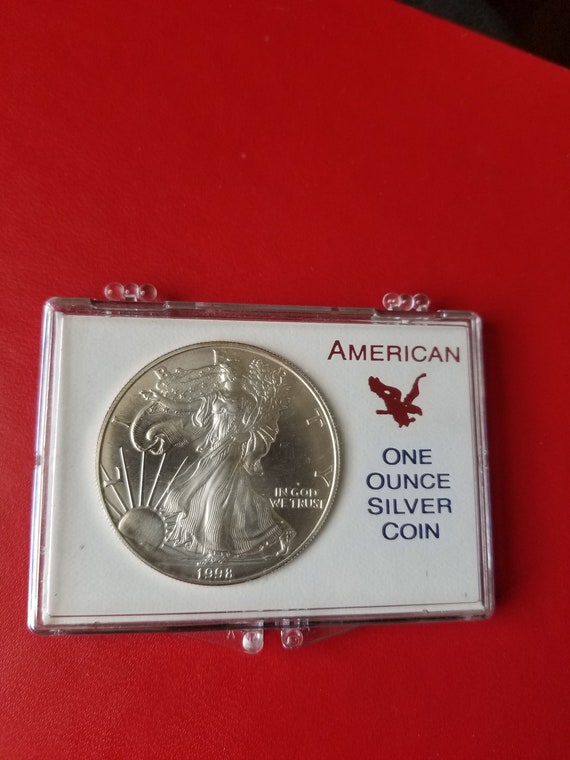 LIBERTY
IN GOD
WE TRUST
1998
AMERICAN
ONE
OUNCE
SILVER
COIN